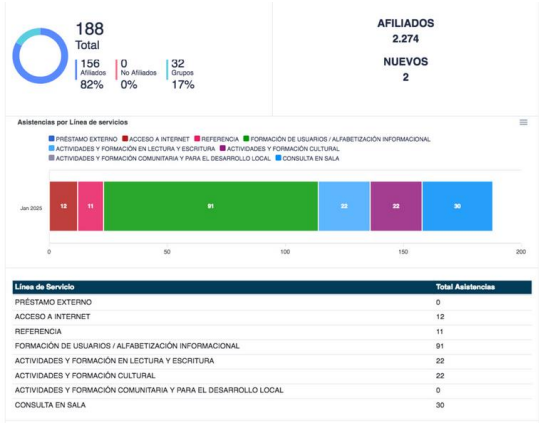 188
Total
156
Afiliados
82%
0
No Afiliados
0%
32
Grupos
17%
AFILIADOS
2.274
NUEVOS
2
Asistencias por Línea de servicios
PRÉSTAMO EXTERNO ACCESO A INTERNET REFERENCIA FORMACIÓN DE USUARIOS / ALFABETIZACIÓN INFORMACIONAL
ACTIVIDADES Y FORMACIÓN EN LECTURA Y ESCRITURA ACTIVIDADES Y FORMACIÓN CULTURAL
ACTIVIDADES Y FORMACIÓN COMUNITARIA Y PARA EL DESARROLLO LOCAL CONSULTA EN SALA
Jan 2025 12 11 91 22 22 30
0 50 100 150 200
Línea de Servicio Total Asistencias
PRÉSTAMO EXTERNO 0
ACCESO A INTERNET 12
REFERENCIA 11
FORMACIÓN DE USUARIOS / ALFABETIZACIÓN INFORMACIONAL 91
ACTIVIDADES Y FORMACIÓN EN LECTURA Y ESCRITURA 22
ACTIVIDADES Y FORMACIÓN CULTURAL 22
ACTIVIDADES Y FORMACIÓN COMUNITARIA Y PARA EL DESARROLLO LOCAL 0
CONSULTA EN SALA 30